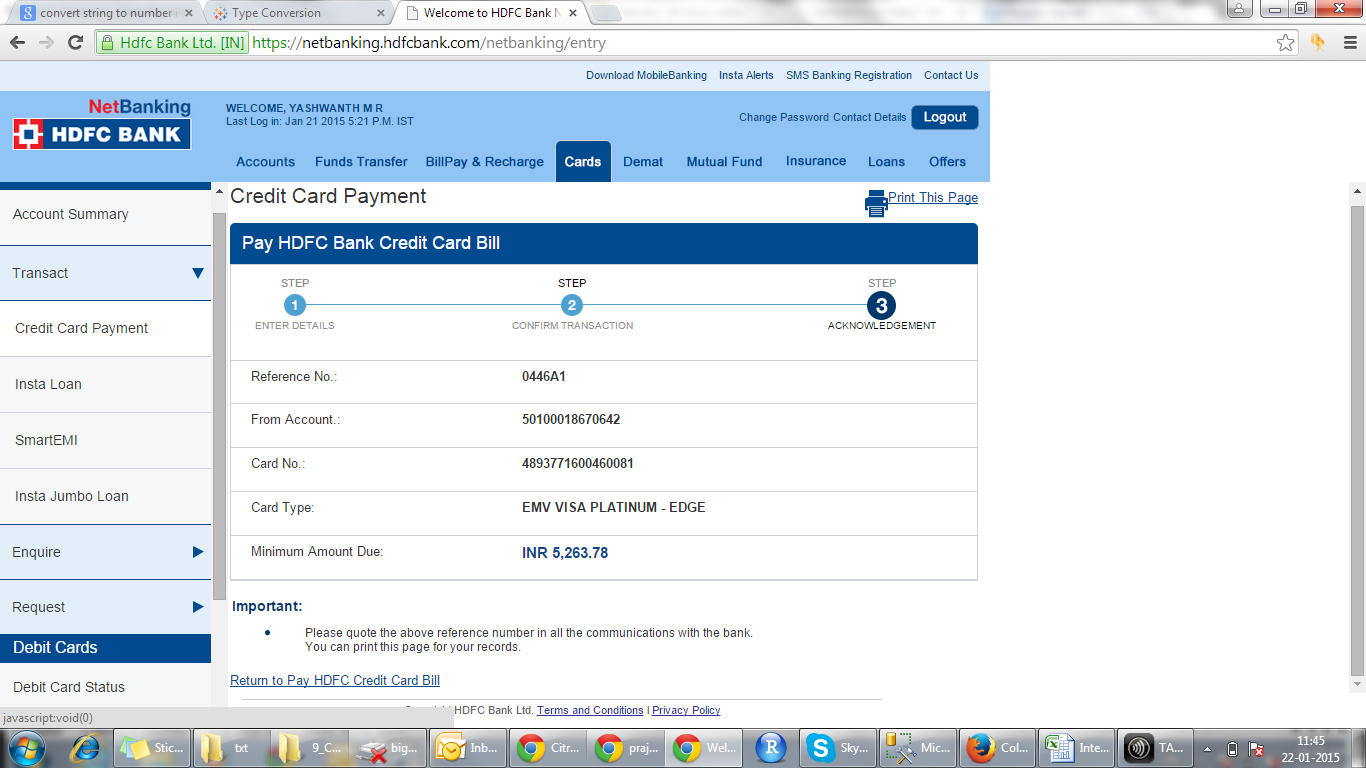 convert string to number
Type Conversion
Welcome to HDFC Bank N
Hdfc Bank Ltd. [IN]
https://netbanking.hdfcbank.com/netbanking/entry
Download MobileBanking Insta Alerts SMS Banking Registration Contact Us
NetBanking
HDFC BANK
WELCOME, YASHWANTH M R
Last Log in: Jan 21 2015 5:21 P.M. IST
Change Password Contact Details Logout
Accounts Funds Transfer BillPay & Recharge Cards Demat Mutual Fund Insurance Loans Offers
Account Summary
Transact
Credit Card Payment
Insta Loan
SmartEMI
Insta Jumbo Loan
Enquire
Request
Debit Cards
Debit Card Status
Credit Card Payment
Print This Page
Pay HDFC Bank Credit Card Bill
STEP STEP STEP
1 2 3
ENTER DETAILS CONFIRM TRANSACTION ACKNOWLEDGEMENT
Reference No.: 0446A1
From Account.: 50100018670642
Card No.: 4893771600460081
Card Type: EMV VISA PLATINUM - EDGE
Minimum Amount Due: INR 5,263.78
Important:
Please quote the above reference number in all the communications with the bank.
You can print this page for your records.
Return to Pay HDFC Credit Card Bill
HDFC Bank Ltd. Terms and Conditions | Privacy Policy
javascript:void(0)
Stic... txt 9_C... big... Inb... Citr... praj... Wel... R Sky... Mic... Col... Inte... TA...
11:45
22-01-2015